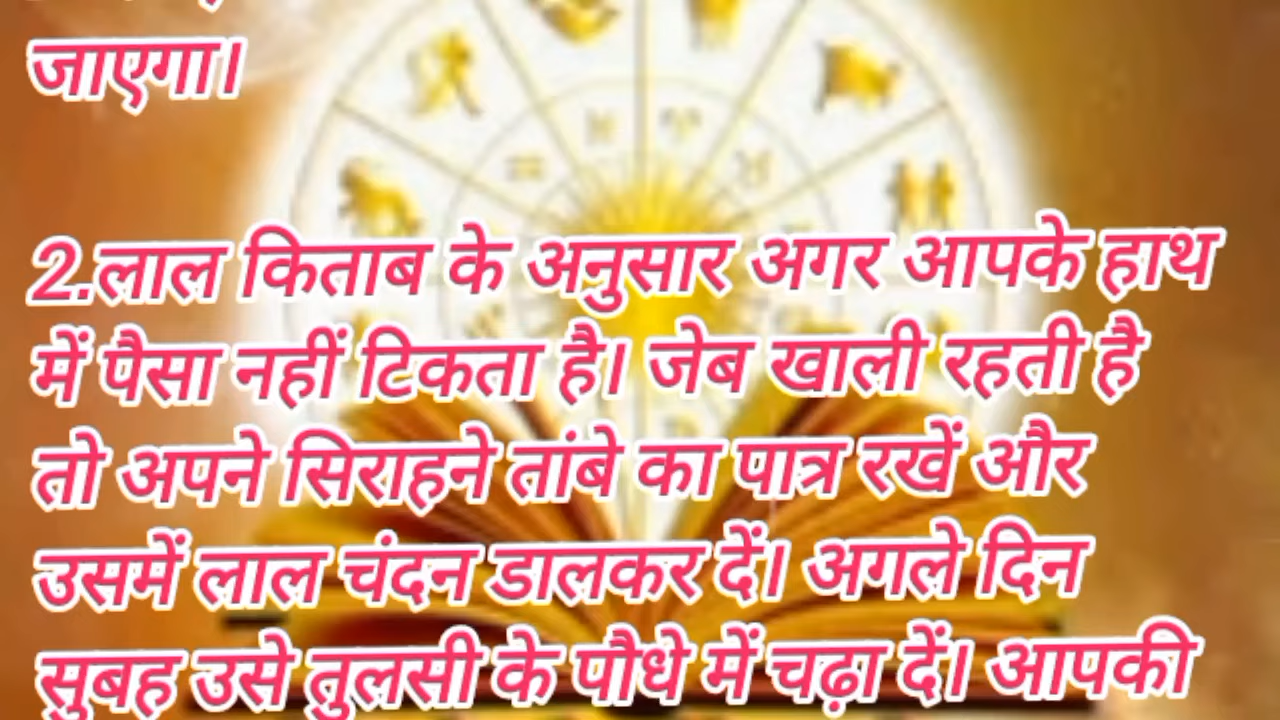 जाएगा।
2.लाल किताब के अनुसार अगर आपके हाथ
में पैसा नहीं टिकता है। जेब खाली रहती है
तो अपने सिराहने तांबे का पात्र रखें और
उसमें लाल चंदन डालकर दें। अगले दिन
सुबह उसे तुलसी के पौधे में चढ़ा दें। आपकी